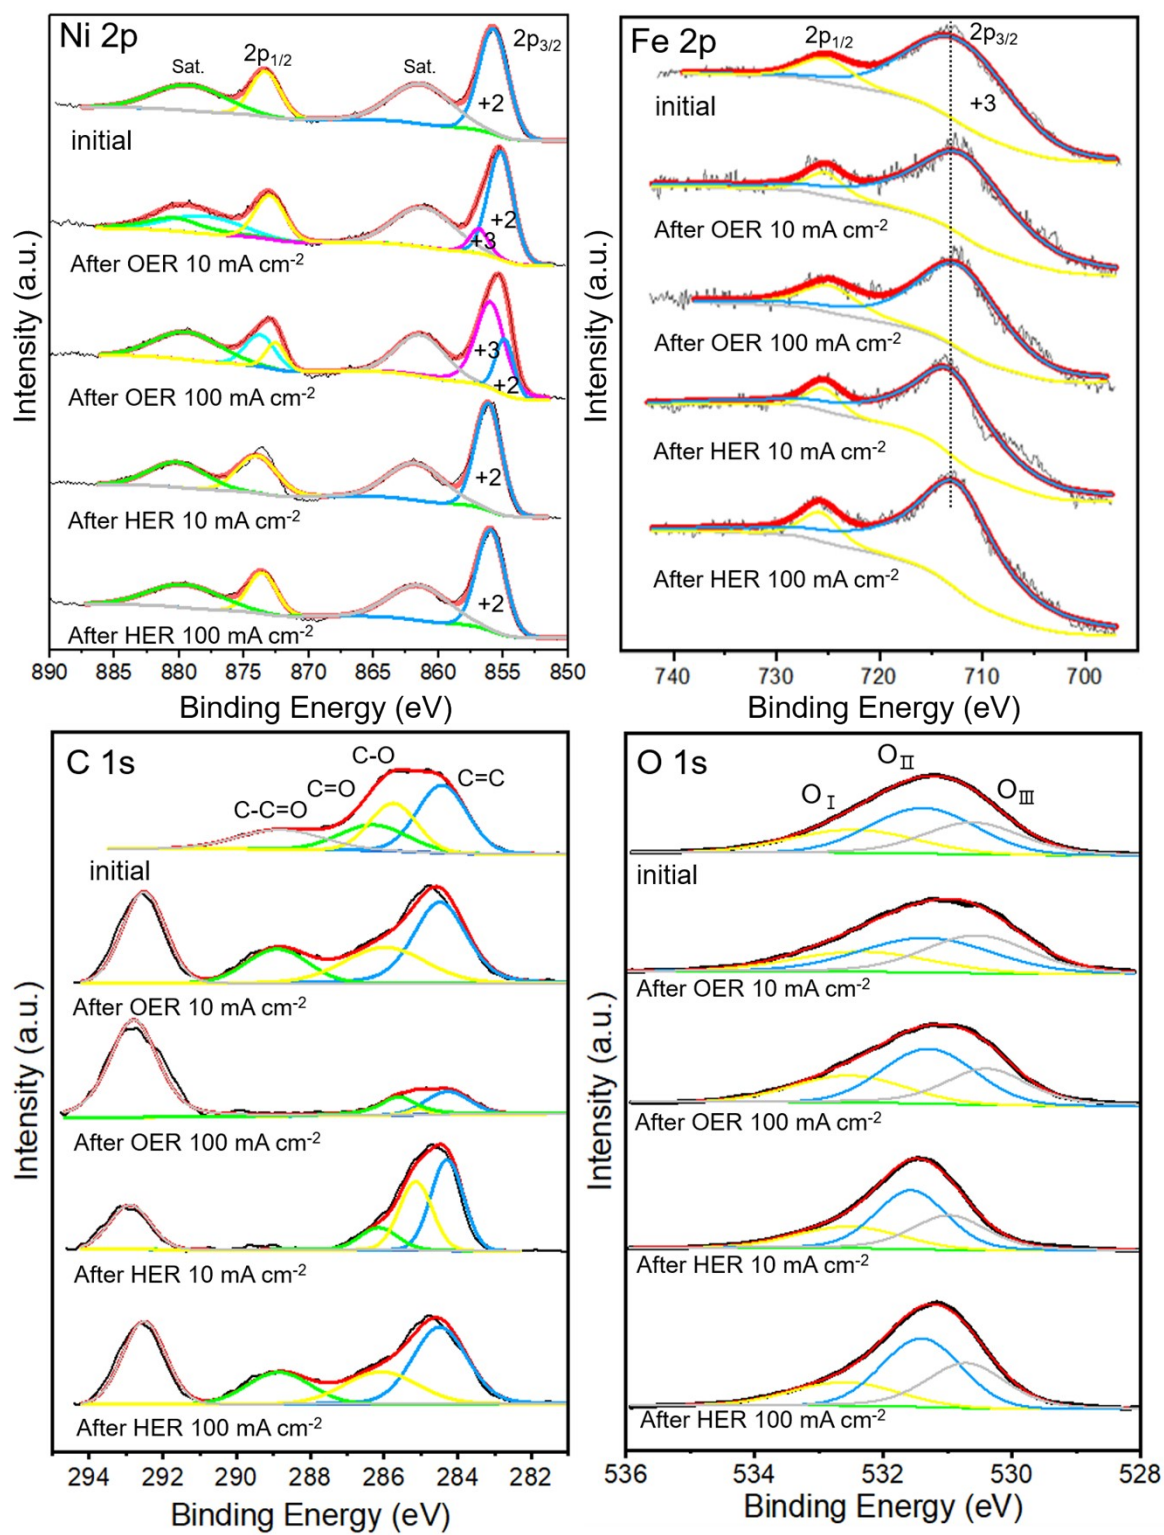 Ni 2p
Sat.
2p1/2
Sat.
2p3/2
+2
initial
+2
+3
After OER 10 mA cm-2
+3
+2
After OER 100 mA cm-2
+2
After HER 10 mA cm-2
+2
After HER 100 mA cm-2
890 885 880 875 870 865 860 855 850
Binding Energy (eV)
Intensity (a.u.)
Fe 2p
2p1/2
2p3/2
+3
initial
After OER 10 mA cm-2
After OER 100 mA cm-2
After HER 10 mA cm-2
After HER 100 mA cm-2
740 730 720 710 700
Binding Energy (eV)
Intensity (a.u.)
C 1s
C-C=O
C=O
C-O
C=C
initial
After OER 10 mA cm-2
After OER 100 mA cm-2
After HER 10 mA cm-2
After HER 100 mA cm-2
294 292 290 288 286 284 282
Binding Energy (eV)
Intensity (a.u.)
O 1s
OI
OII
OIII
initial
After OER 10 mA cm-2
After OER 100 mA cm-2
After HER 10 mA cm-2
After HER 100 mA cm-2
536 534 532 530 528
Binding Energy (eV)
Intensity (a.u.)